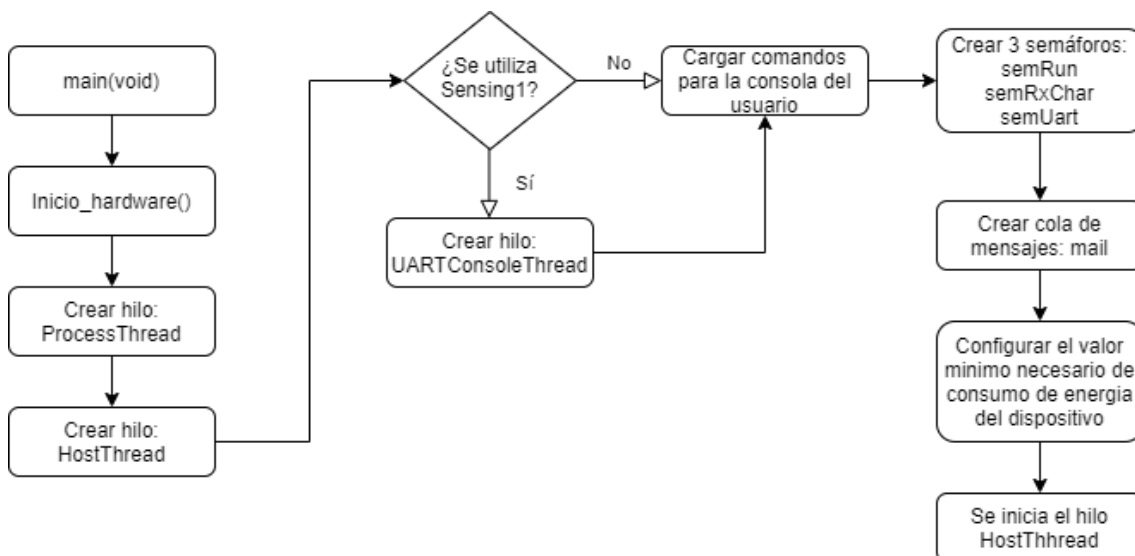 main(void)
Inicio_hardware()
Crear hilo:
ProcessThread
Crear hilo:
HostThread
¿Se utiliza
Sensing1?
No
Sí
Crear hilo:
UARTConsoleThread
Cargar comandos
para la consola del
usuario
Crear 3 semáforos:
semRun
semRxChar
semUart
Crear cola de
mensajes: mail
Configurar el valor
minimo necesario de
consumo de energia
del dispositivo
Se inicia el hilo
HostThhread